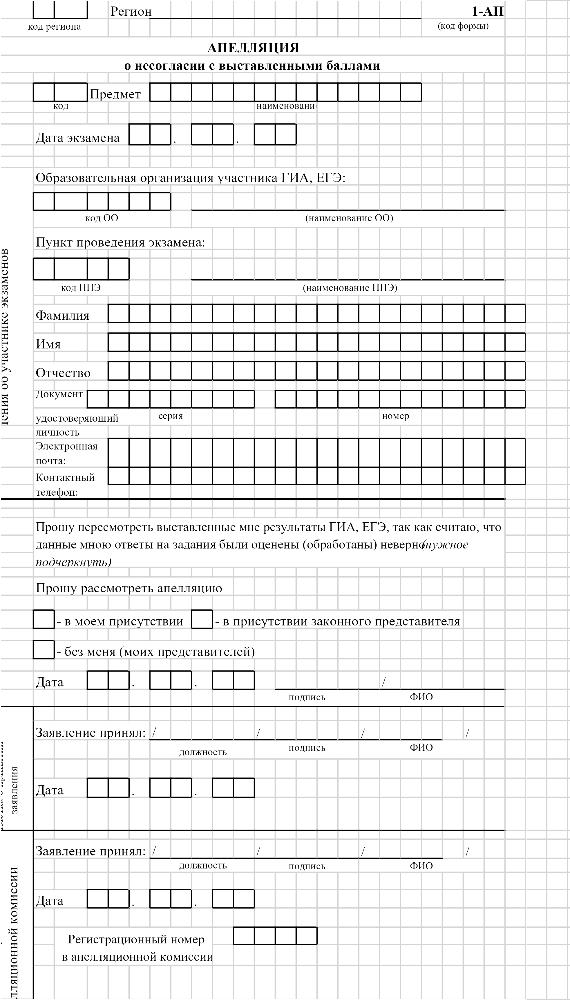 Регион 1-АП
код региона (код формы)
АПЕЛЛЯЦИЯ
о несогласии с выставленными баллами
Предмет
код наименование
Дата экзамена . .
Образовательная организация участника ГИА, ЕГЭ:
код ОО (наименование ОО)
Пункт проведения экзамена:
код ППЭ (наименование ППЭ)
об участнике экзаменов
Фамилия
Имя
Отчество
Документ
удостоверяющий серия номер
личность
Электронная
почта:
Контактный
телефон:
Прошу пересмотреть выставленные мне результаты ГИА, ЕГЭ, так как считаю, что
данные мною ответы на задания были оценены (обработаны) неверно (нужное
подчеркнуть)
Прошу рассмотреть апелляцию
- в моем присутствии - в присутствии законного представителя
- без меня (моих представителей)
Дата . . /
подпись ФИО
заявления
Заявление принял: / / / /
должность подпись ФИО
Дата . .
Заявление принял: / / / /
должность подпись ФИО
лляционной комиссии
Дата . .
Регистрационный номер
в апелляционной комиссии